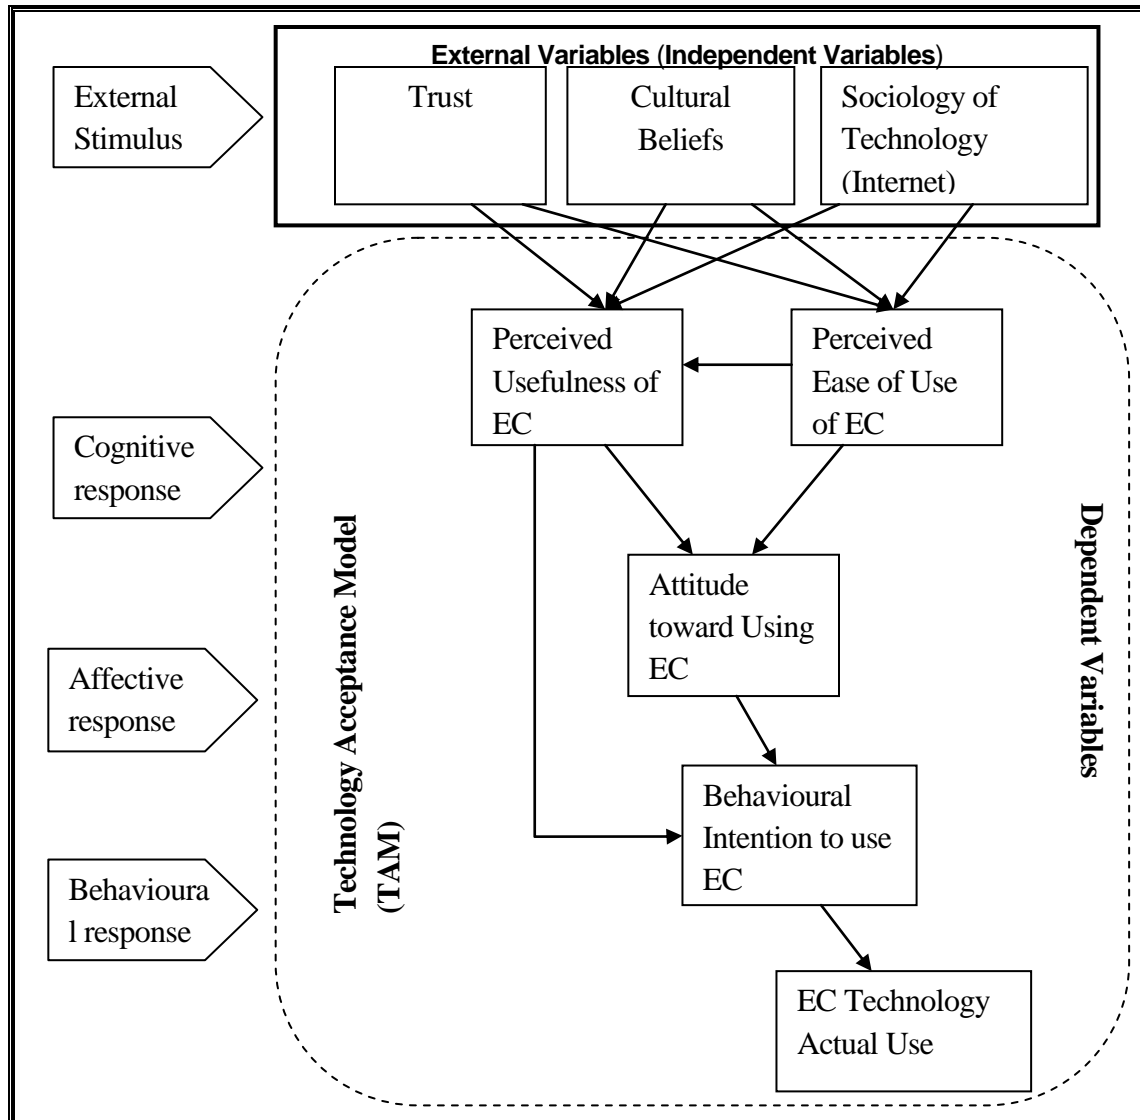 External Variables (Independent Variables)
External
Stimulus
Trust
Cultural
Beliefs
Sociology of
Technology
(Internet)
Perceived
Usefulness of
EC
Perceived
Ease of Use
of EC
Cognitive
response
Technology Acceptance Model
(TAM)
Dependent Variables
Attitude
toward Using
EC
Affective
response
Behavioural
Intention to use
EC
Behavioura
l response
EC Technology
Actual Use